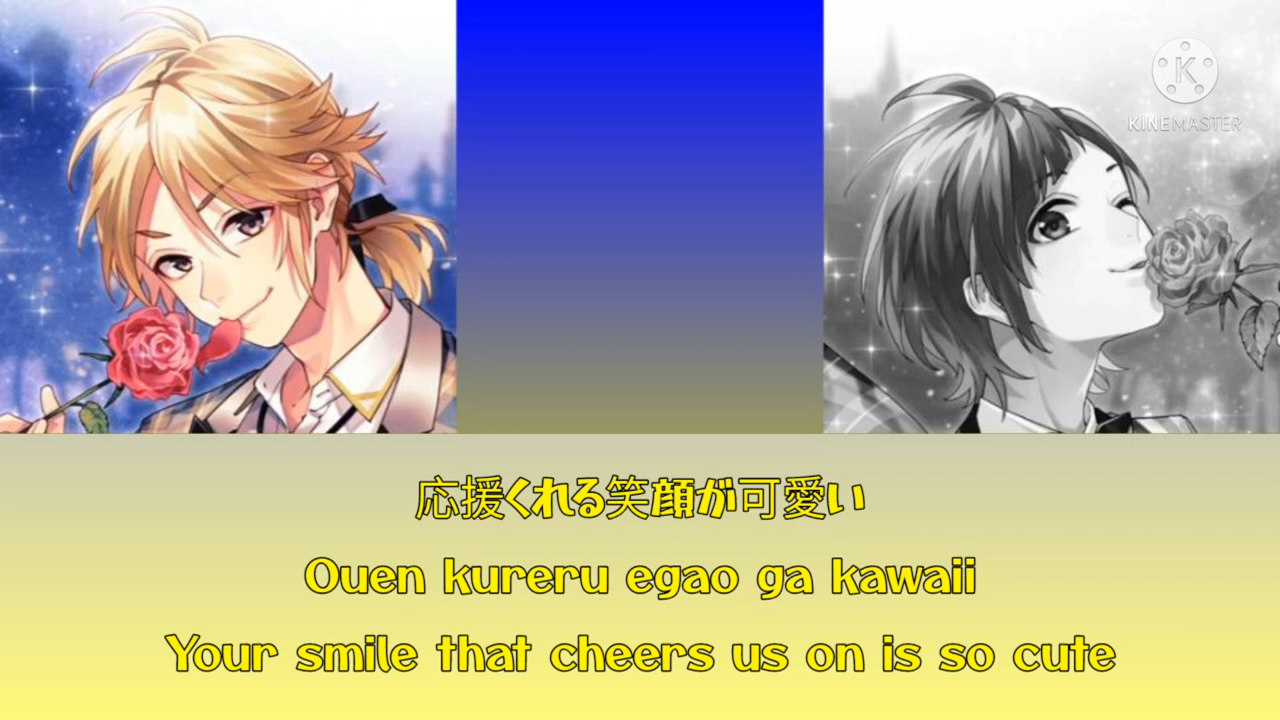 K
KINEMASTER
応援くれる笑顔が可愛い
Ouen kureru egao ga kawaii
Your smile that cheers us on is so cute